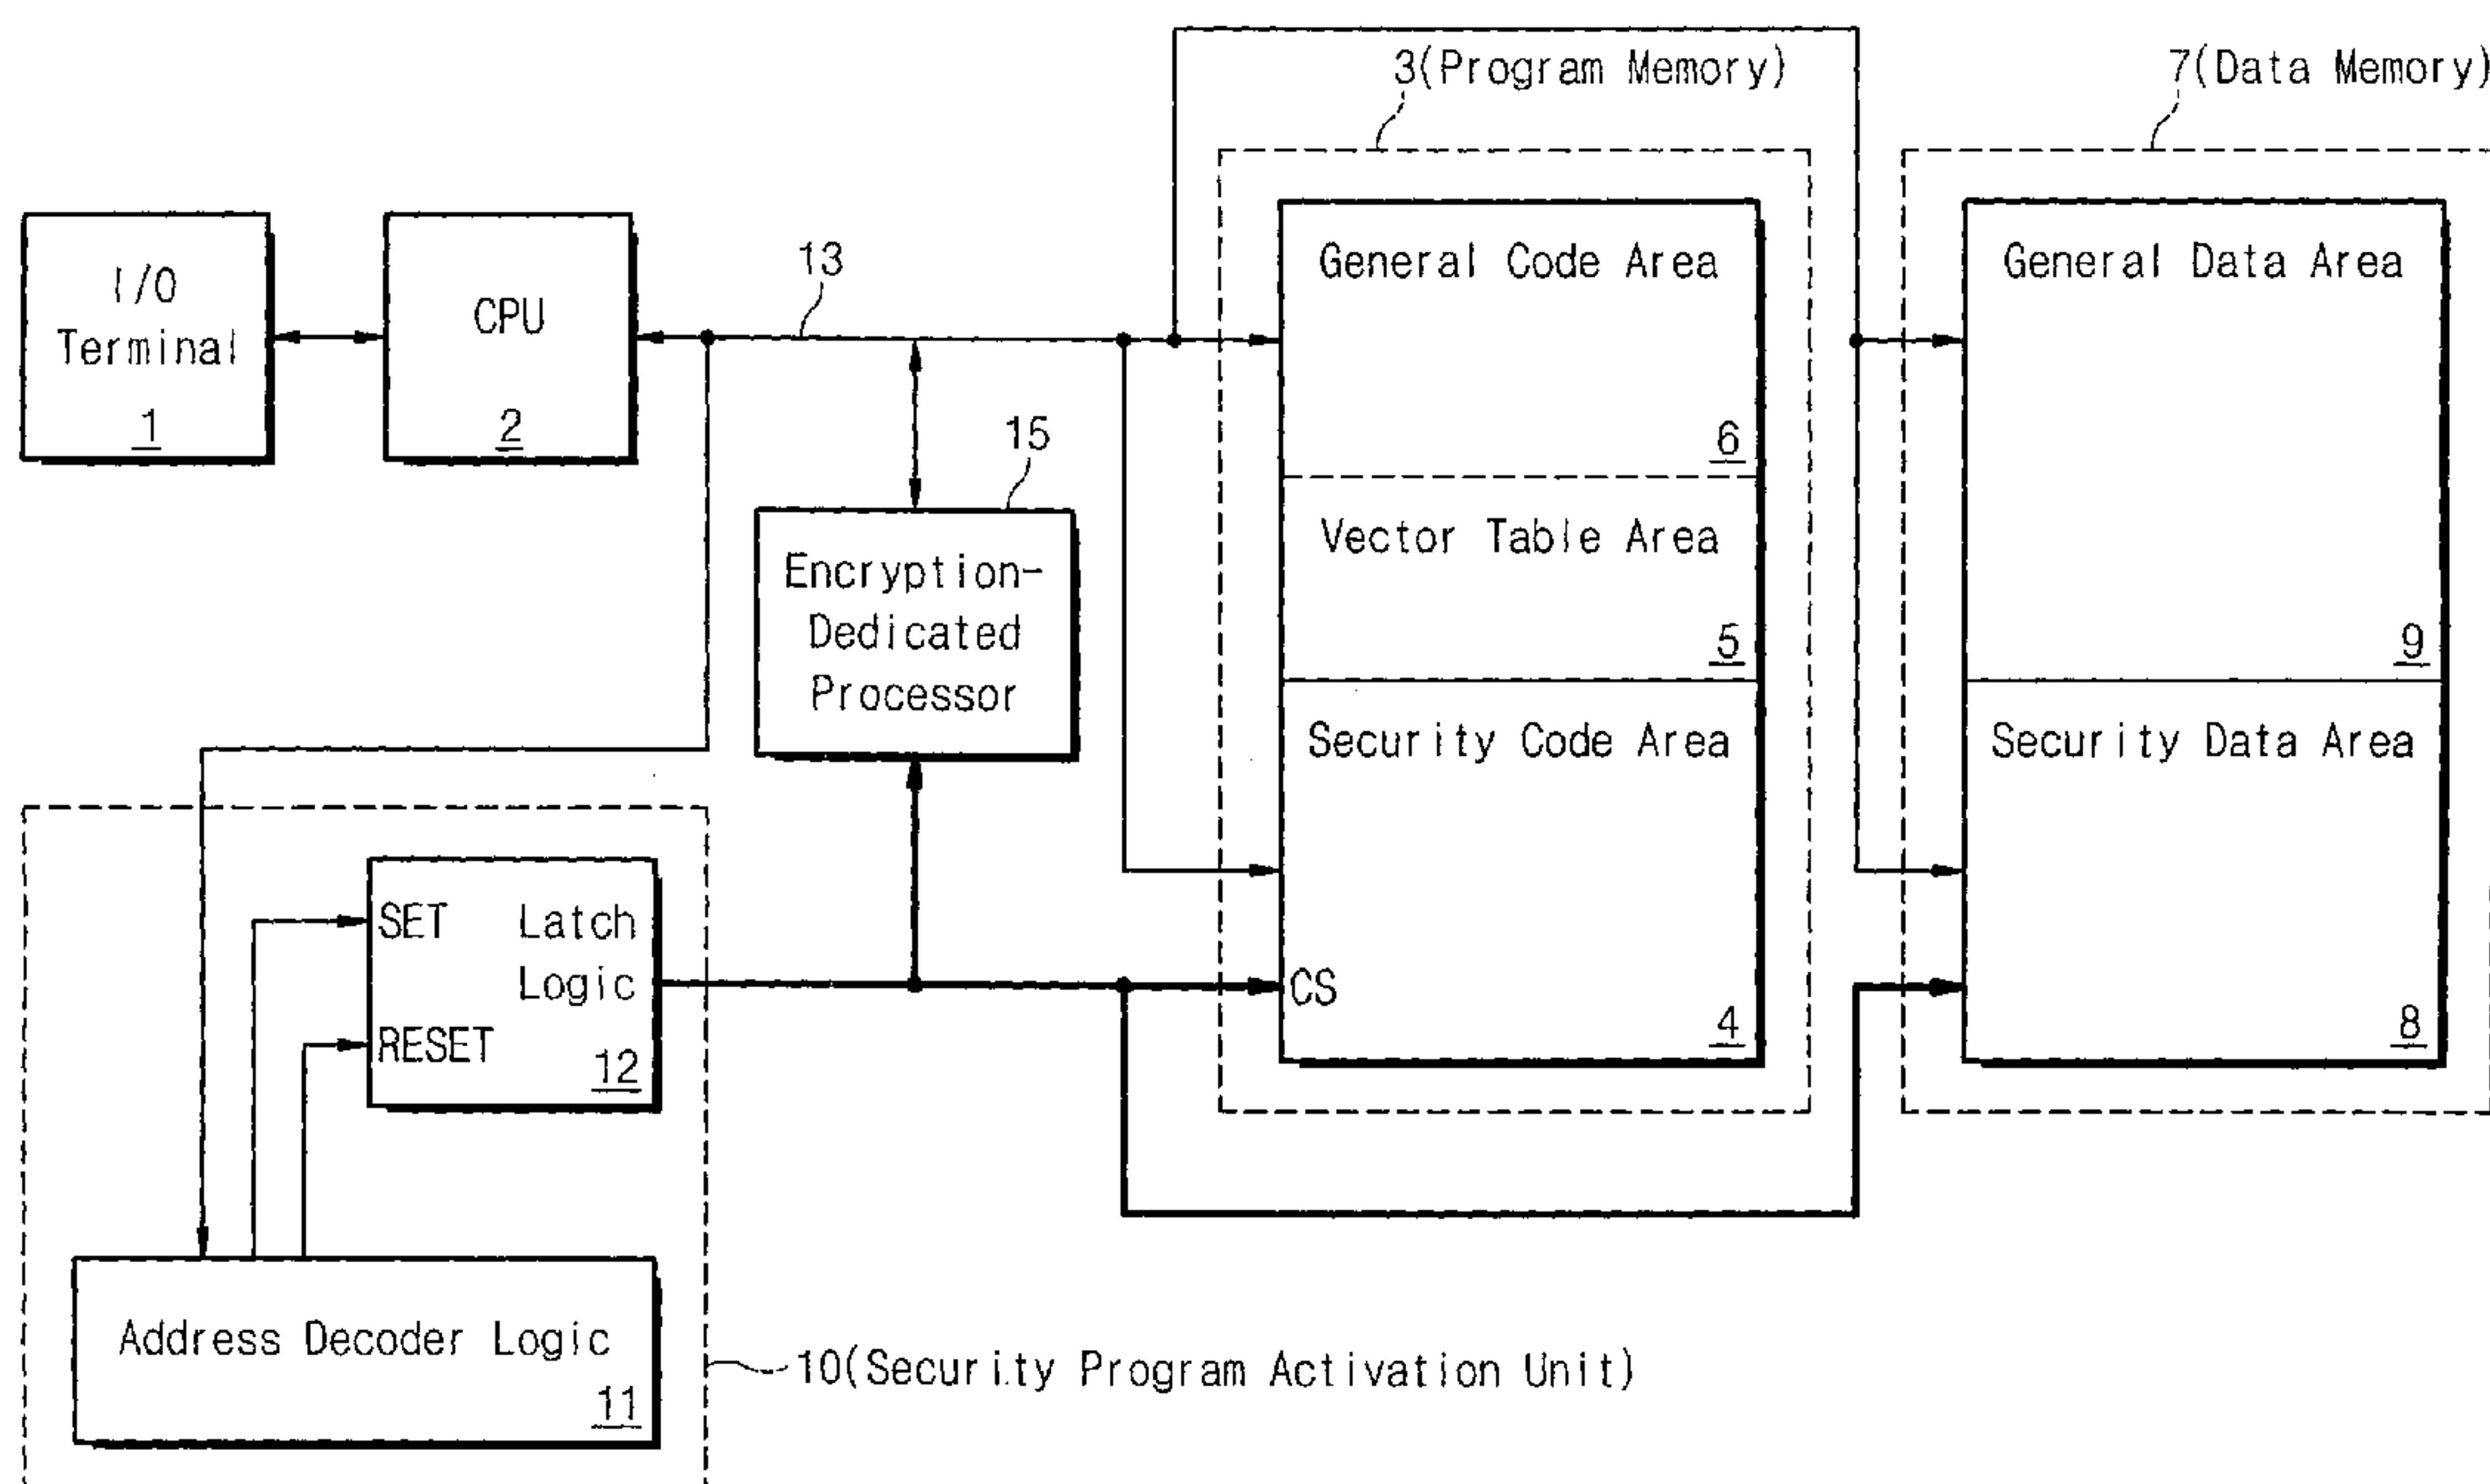 3(Program Memory)
7(Data Memory)
I/O
Terminal
1
CPU
2
13
15
Encryption-
Dedicated
Processor
General Code Area
6
Vector Table Area
5
Security Code Area
CS
4
General Data Area
9
Security Data Area
8
SET
Latch
Logic
RESET
12
Address Decoder Logic
11
10(Security Program Activation Unit)